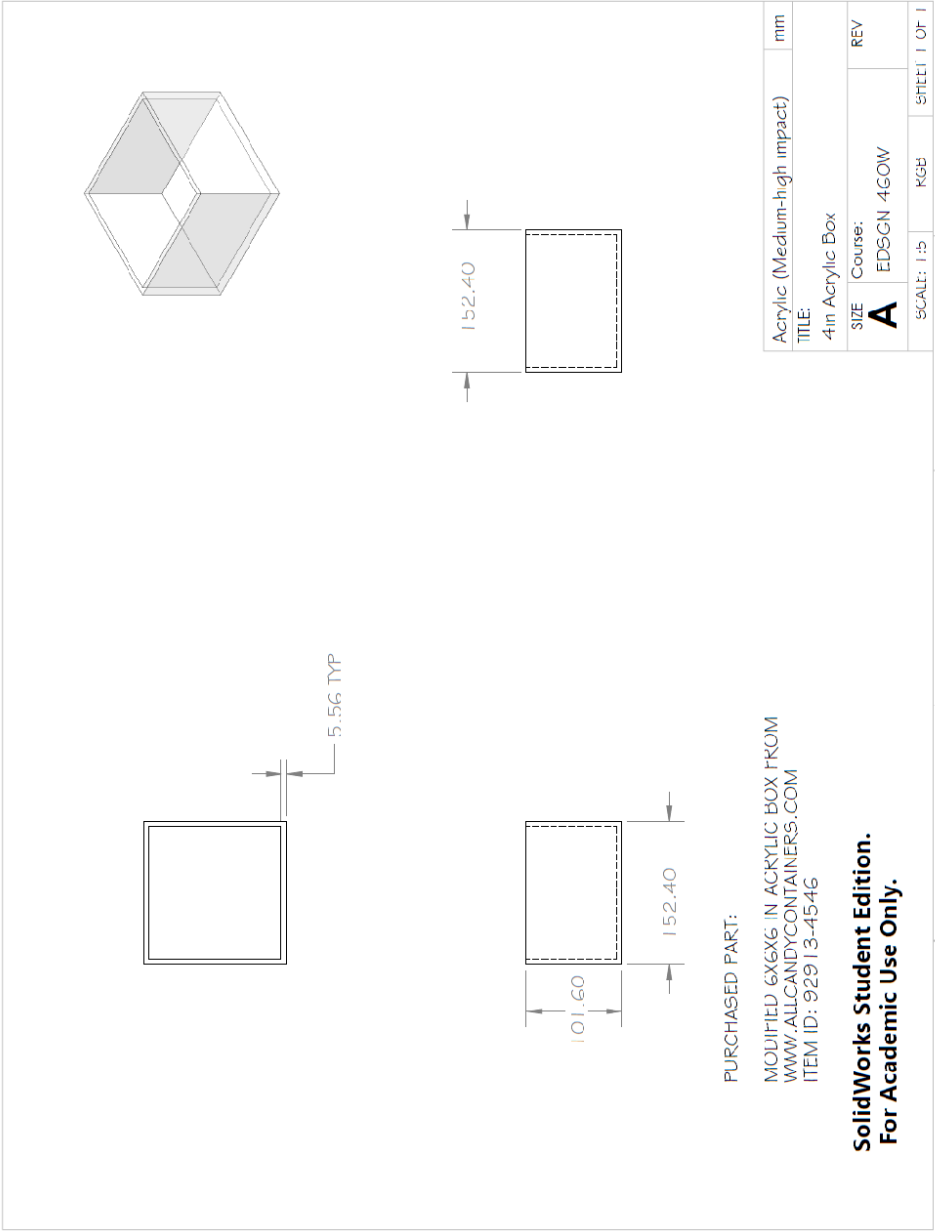 5.56 TYP
152.40
101.60
152.40
PURCHASED PART:
MODIFIED 6X6X6 IN ACRYLIC BOX FROM
WWW.ALLCANDYCONTAINERS.COM
ITEM ID: 92913-4546
SolidWorks Student Edition.
For Academic Use Only.
Acrylic (Medium-high impact) mm
TITLE:
4in Acrylic Box
SIZE Course: REV
A EDSGN 460W
SCALE: 1:5 RGB SHEET 1 OF 1